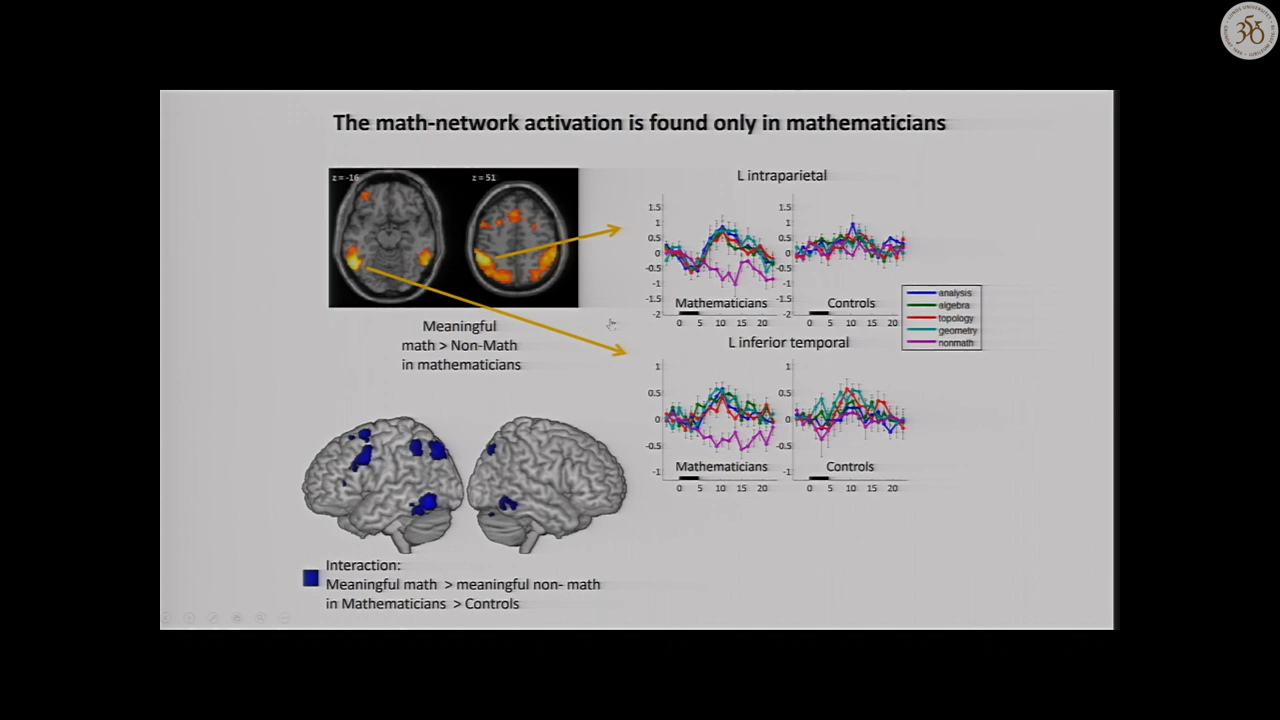 The math-network activation is found only in mathematicians
z = -16
z = 51
Meaningful
math > Non-Math
in mathematicians
L intraparietal
1.5
1
0.5
0
-0.5
-1
-1.5
-2
Mathematicians
0 5 10 15 20
1.5
1
0.5
0
-0.5
-1
-1.5
-2
Controls
0 5 10 15 20
analysis
algebra
topology
geometry
nonmath
L inferior temporal
1
0.5
0
-0.5
-1
Mathematicians
0 5 10 15 20
1
0.5
0
-0.5
-1
Controls
0 5 10 15 20
Interaction:
Meaningful math > meaningful non- math
in Mathematicians > Controls